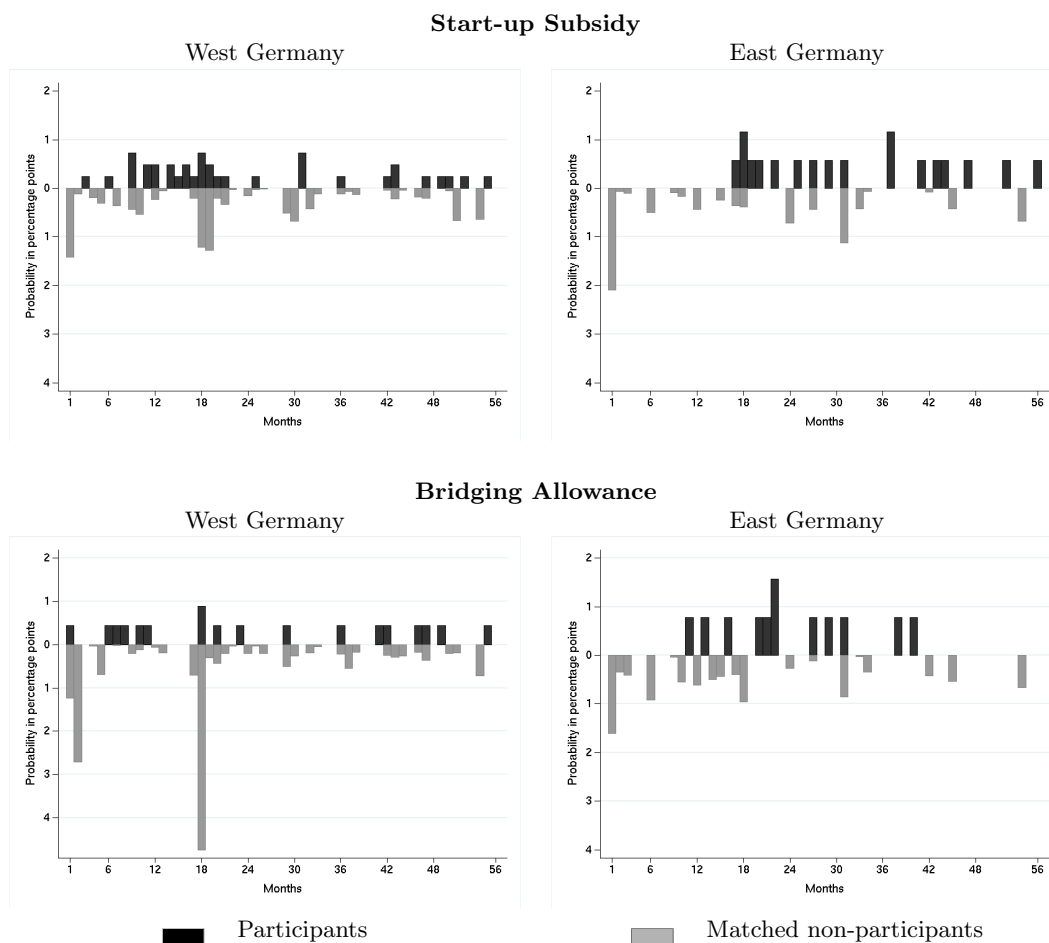 Start-up Subsidy
West Germany
East Germany
Probability in percentage points
2
1
0
1
2
3
4
1 6 12 18 24 30 36 42 48 56
Months
Probability in percentage points
2
1
0
1
2
3
4
1 6 12 18 24 30 36 42 48 56
Months
Bridging Allowance
West Germany
East Germany
Probability in percentage points
2
1
0
1
2
3
4
1 6 12 18 24 30 36 42 48 56
Months
Probability in percentage points
2
1
0
1
2
3
4
1 6 12 18 24 30 36 42 48 56
Months
Participants
Matched non-participants